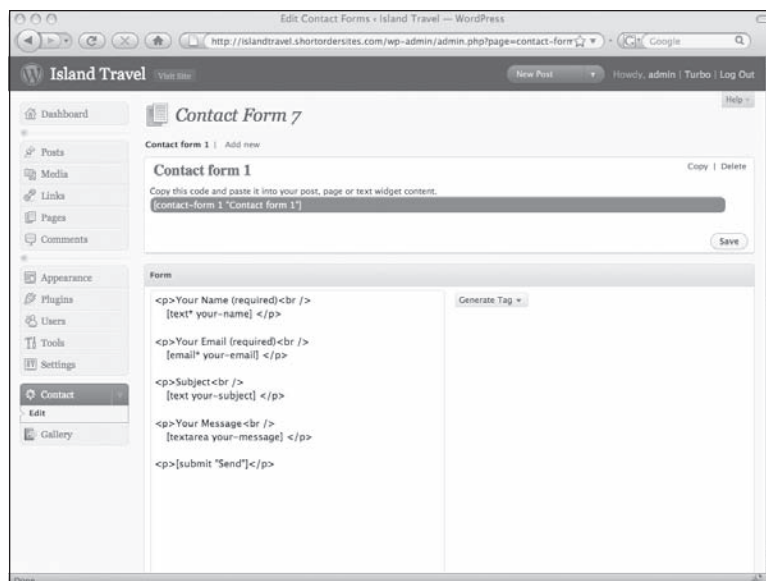 Edit Contact Forms ‹ Island Travel — WordPress
http://islandtravel.shortordersites.com/wp-admin/admin.php?page=contact-form
Google
Island Travel Visit Site
New Post
Howdy, admin | Turbo | Log Out
Help
Dashboard
Posts
Media
Links
Pages
Comments
Appearance
Plugins
Users
Tools
Settings
Contact
Edit
Gallery
Contact Form 7
Contact form 1 | Add new
Contact form 1
Copy | Delete
Copy this code and paste it into your post, page or text widget content.
[contact-form 1 "Contact form 1"]
Save
Form
<p>Your Name (required)<br />
[text* your-name] </p>
<p>Your Email (required)<br />
[email* your-email] </p>
<p>Subject<br />
[text your-subject] </p>
<p>Your Message<br />
[textarea your-message] </p>
<p>[submit "Send"]</p>
Generate Tag
Done